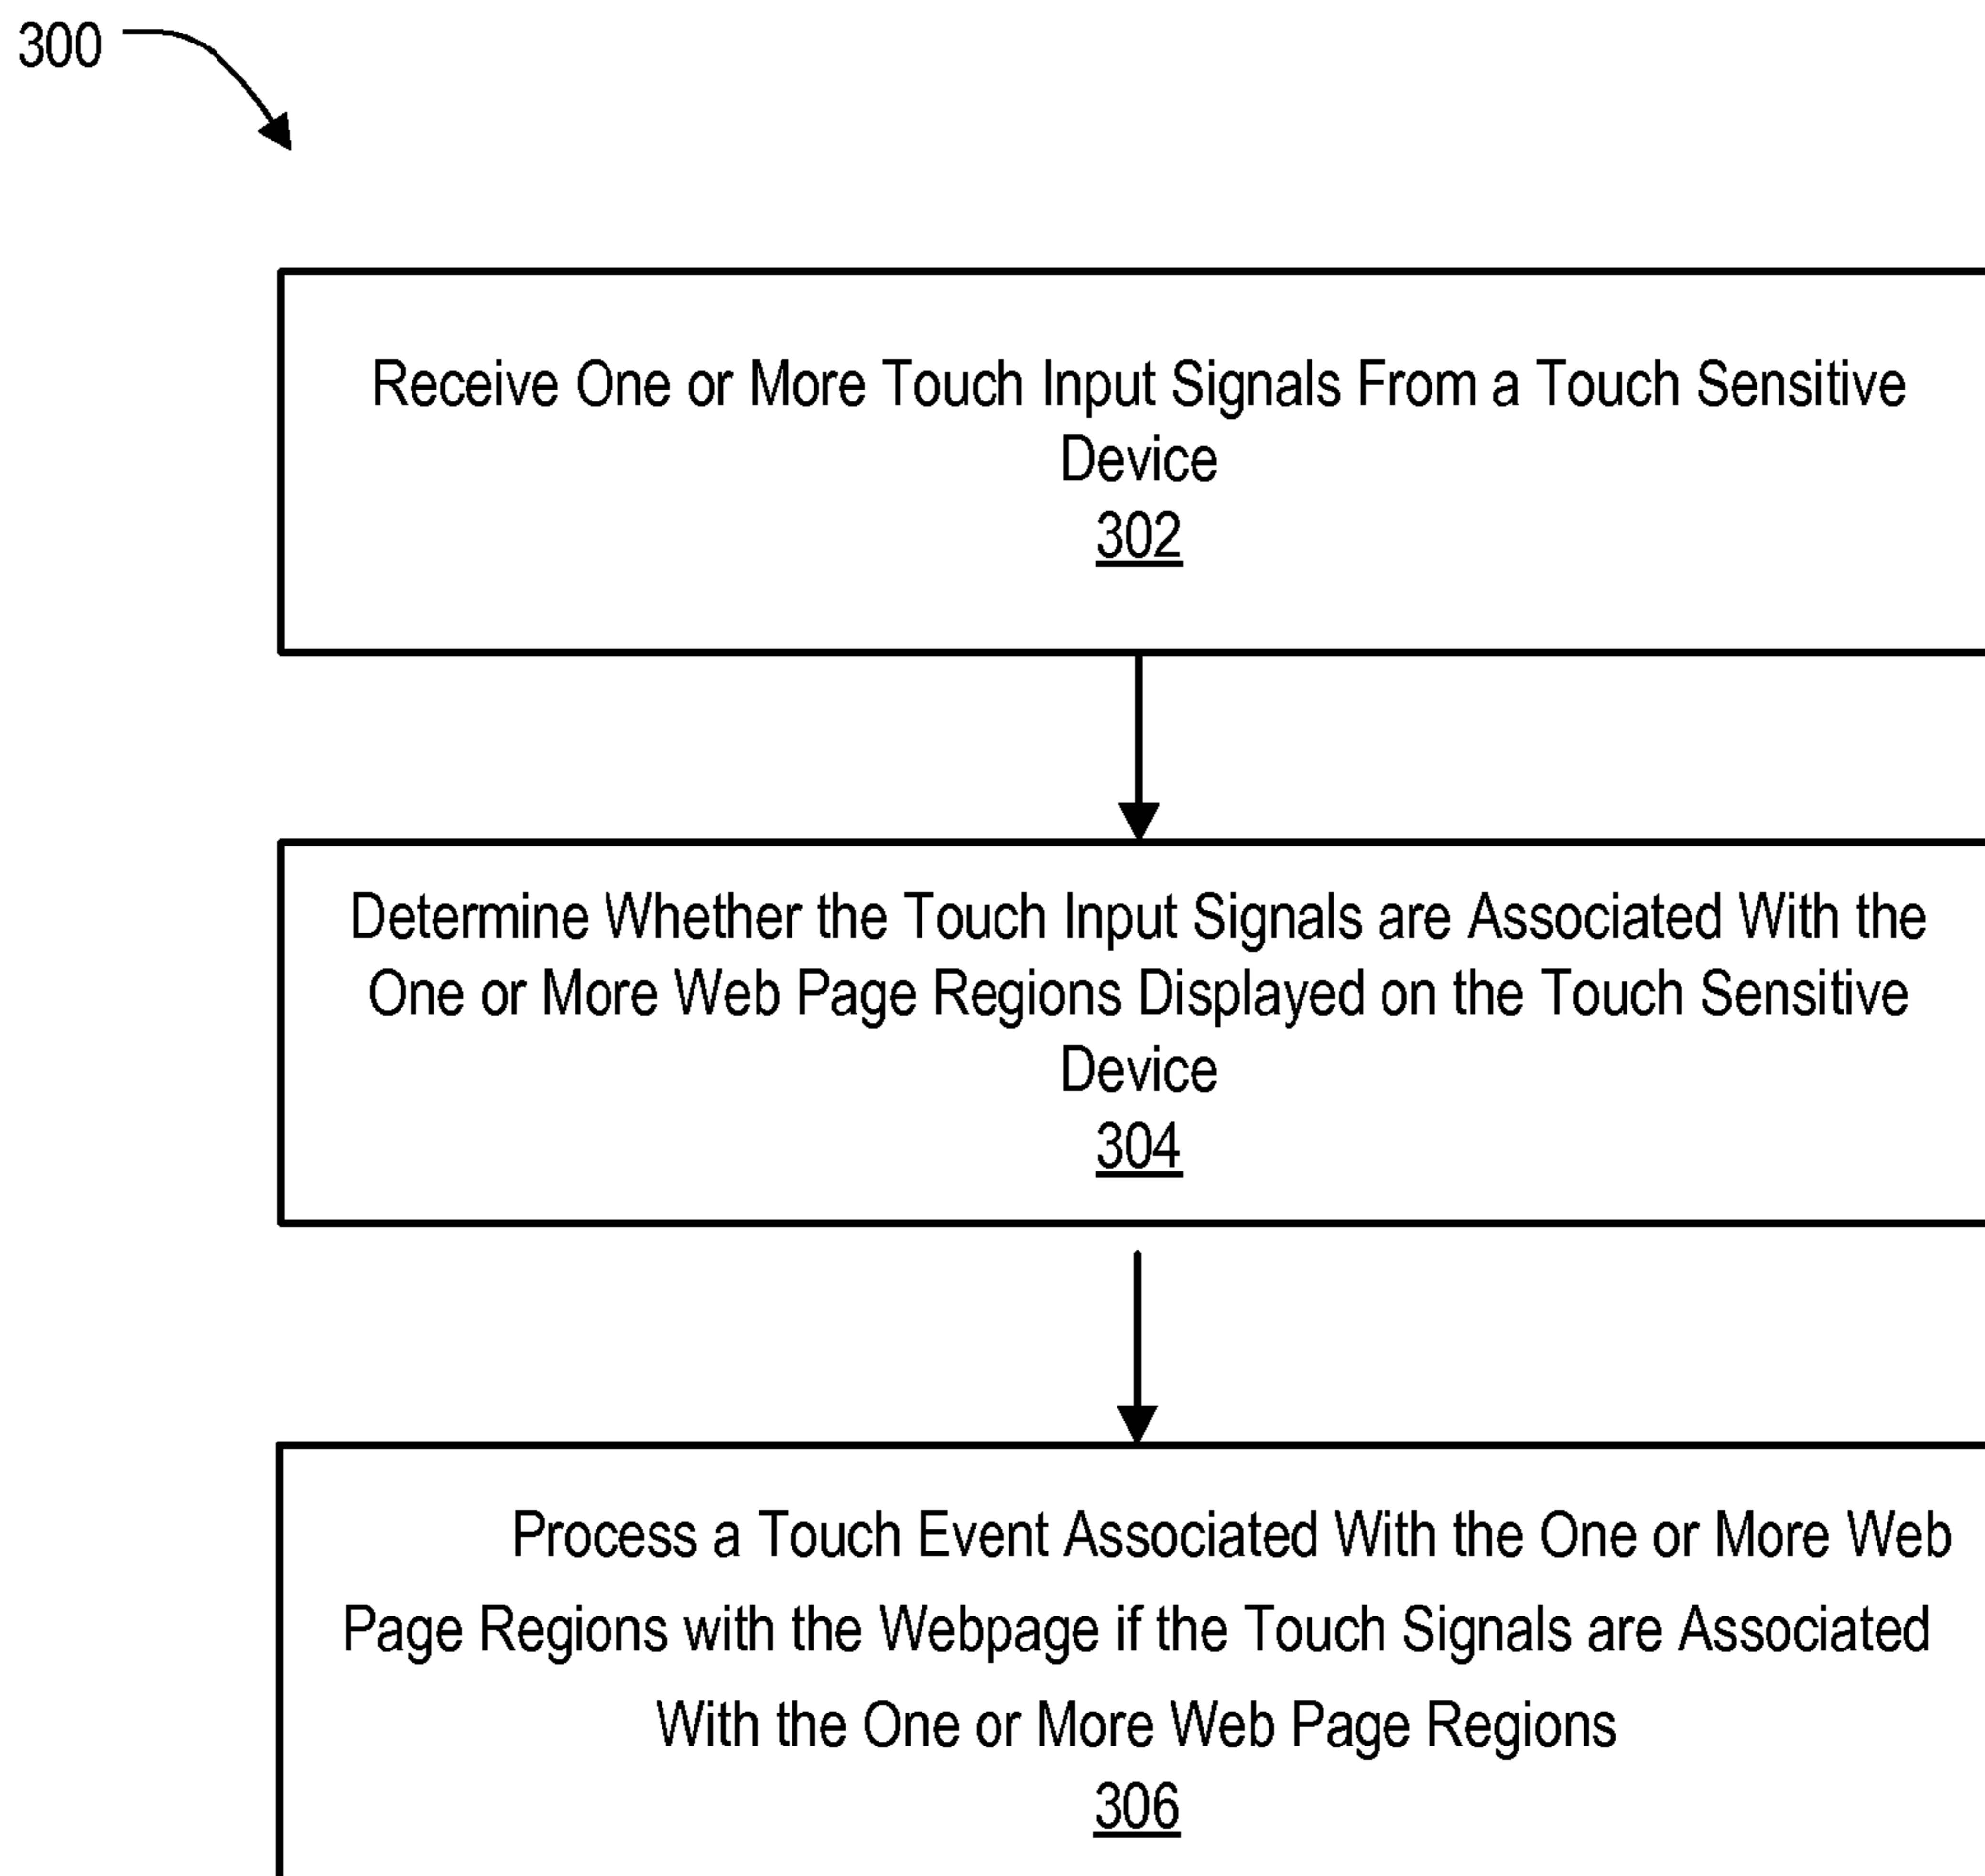 300
Receive One or More Touch Input Signals From a Touch Sensitive
Device
302
Determine Whether the Touch Input Signals are Associated With the
One or More Web Page Regions Displayed on the Touch Sensitive
Device
304
Process a Touch Event Associated With the One or More Web
Page Regions with the Webpage if the Touch Signals are Associated
With the One or More Web Page Regions
306